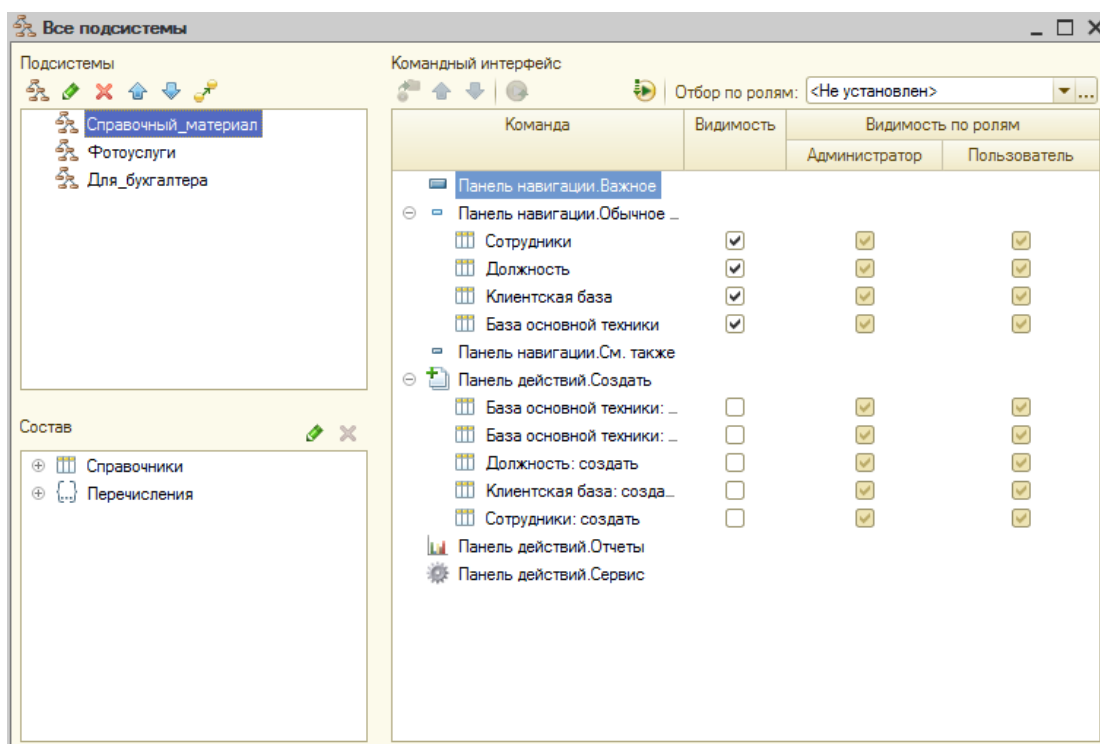 Все подсистемы
Подсистемы
Справочный_материал
Фотоуслуги
Для_бухгалтера
Состав
Справочники
Перечисления
Командный интерфейс
Отбор по ролям: <Не установлен>
Команда Видимость Видимость по ролям
Администратор Пользователь
Панель навигации.Важное
Панель навигации.Обычное ...
Сотрудники
Должность
Клиентская база
База основной техники
Панель навигации.См. также
Панель действий.Создать
База основной техники: ...
База основной техники: ...
Должность: создать
Клиентская база: созда...
Сотрудники: создать
Панель действий.Отчеты
Панель действий.Сервис